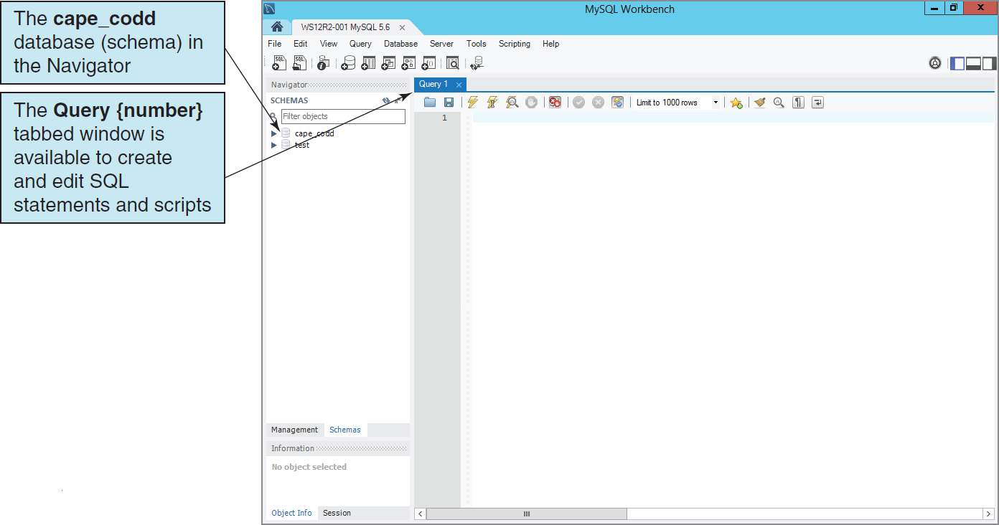 The cape_codd
database (schema) in
the Navigator
The Query {number}
tabbed window is
available to create
and edit SQL
statements and scripts
MySQL Workbench
WS12R2-001 MySQL 5.6
File Edit View Query Database Server Tools Scripting Help
SQL SQL
Navigator
SCHEMAS
Filter objects
cape_codd
test
Management Schemas
Information
No object selected
Object Info Session
Query 1
Limit to 1000 rows
1